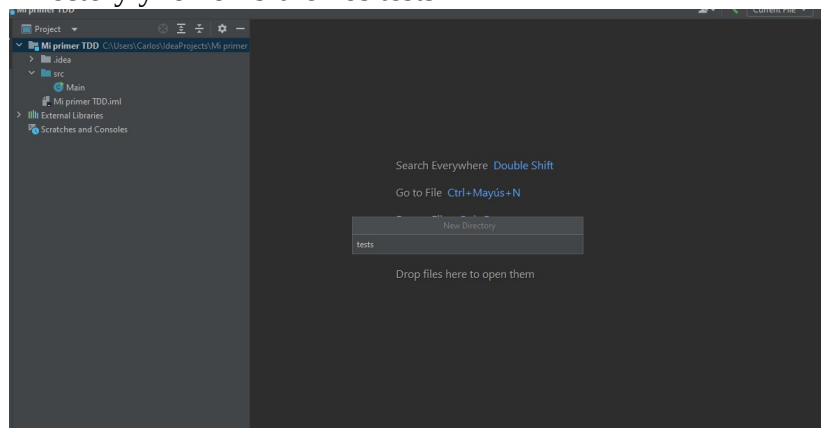 Mi primer TDD
Current File
Project
Mi primer TDD C:\Users\Carlos\IdeaProjects\Mi primer
.idea
src
Main
Mi primer TDD.iml
External Libraries
Scratches and Consoles
Search Everywhere Double Shift
Go to File Ctrl+Mayús+N
New Directory
tests
Drop files here to open them